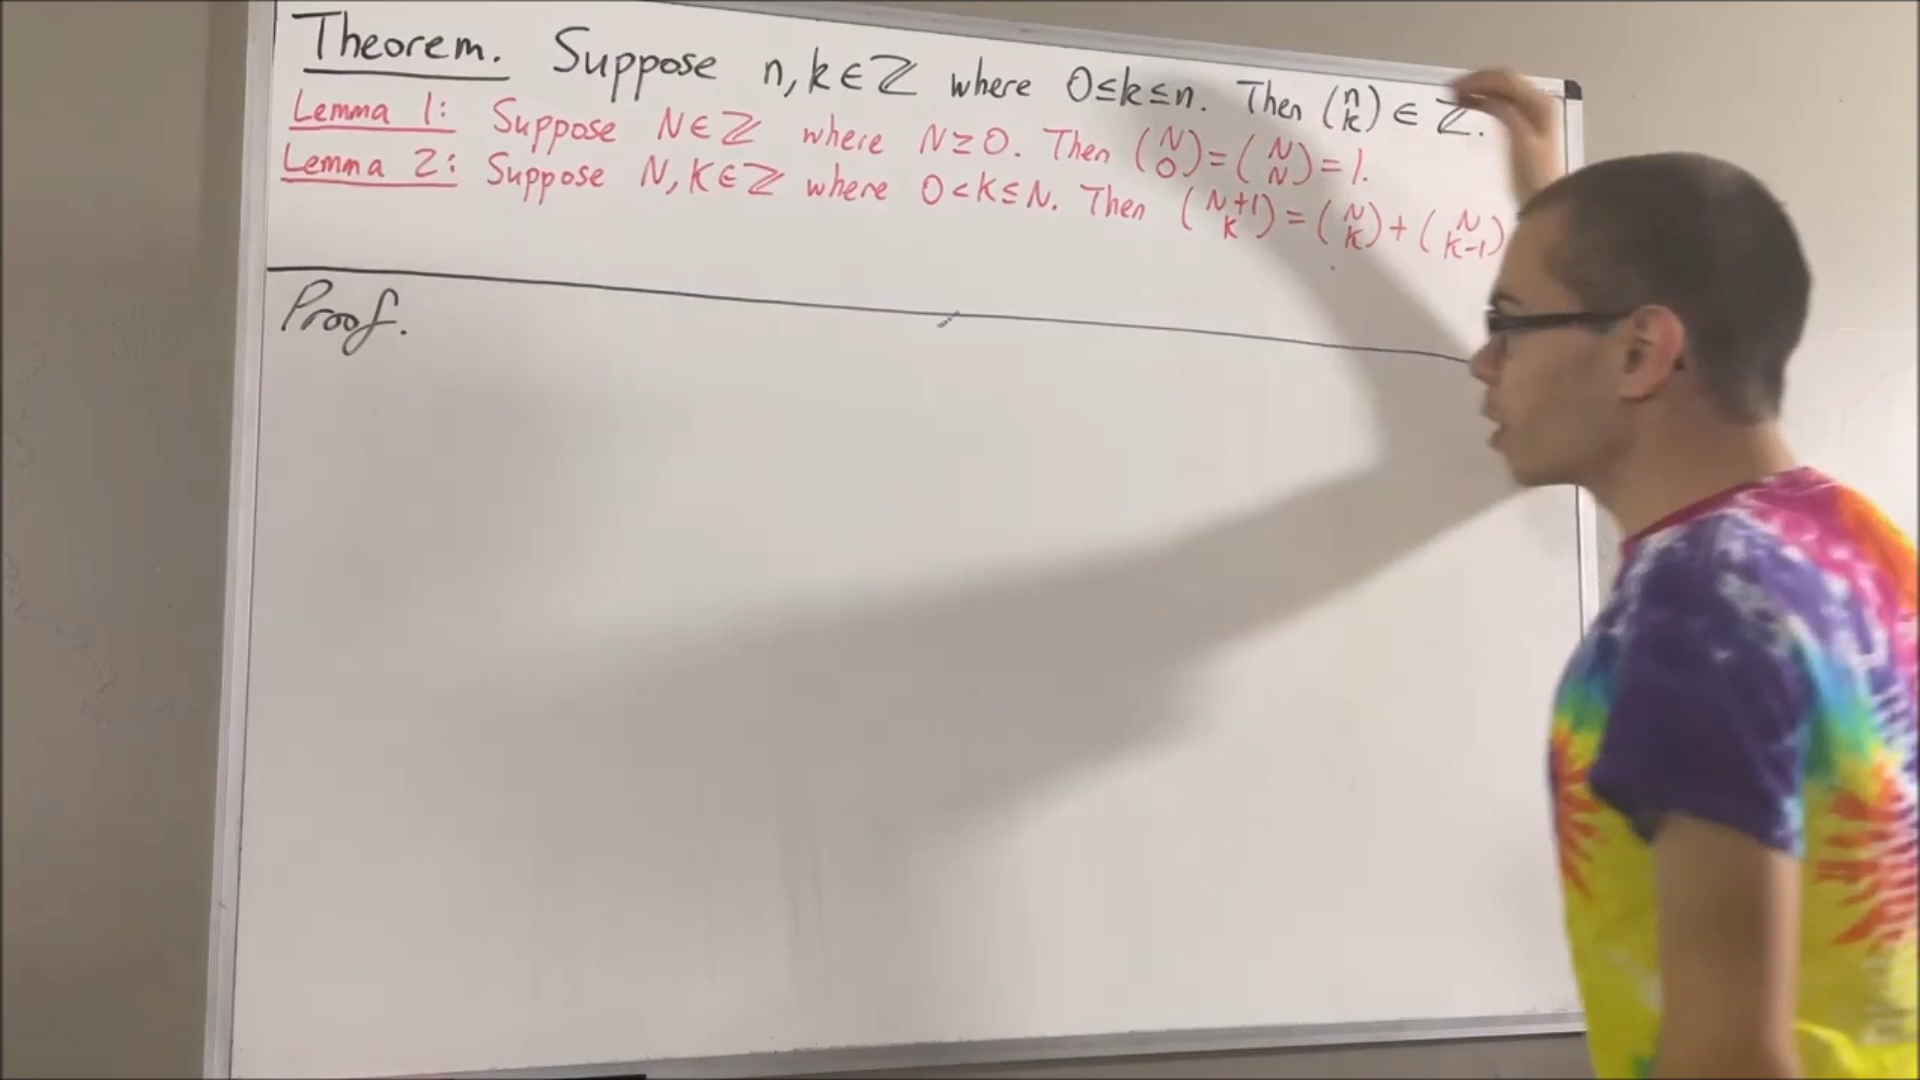 Theorem. Suppose n, k ∈ ℤ where 0 ≤ k ≤ n. Then (n k) ∈ ℤ.
Lemma 1: Suppose N ∈ ℤ where N ≥ 0. Then (N 0) = (N N) = 1.
Lemma 2: Suppose N, K ∈ ℤ where 0 < K ≤ N. Then (N+1 K) = (N K) + (N K-1)
Proof.